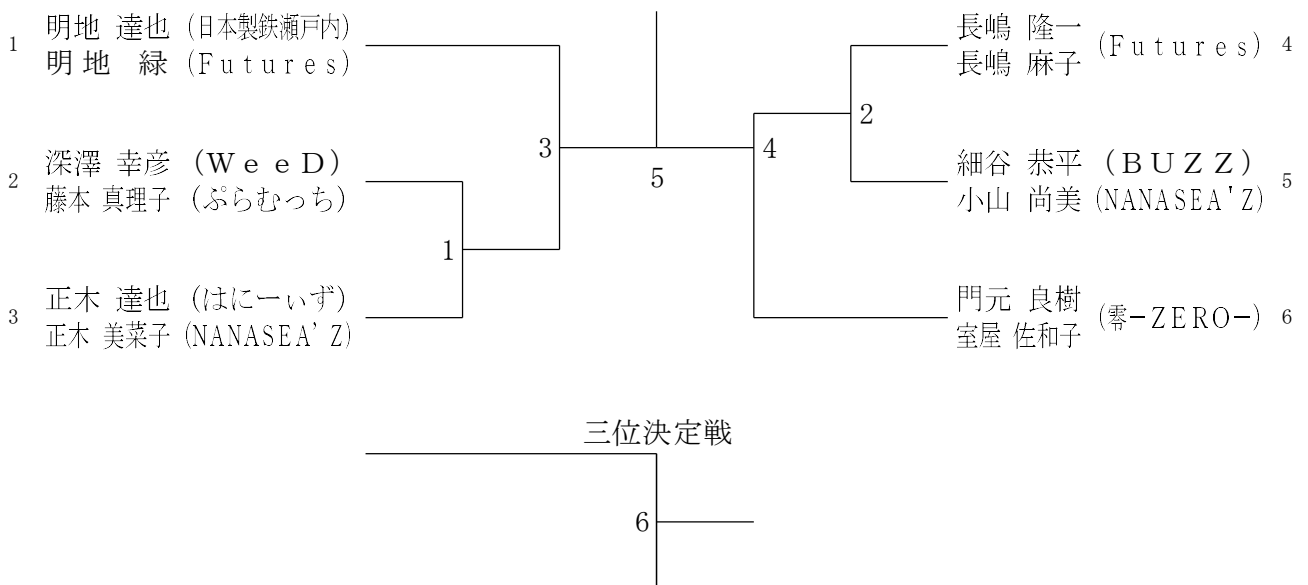 1 明地 達也 (日本製鉄瀬戸内)
明地 緑 (Futures)
2 深澤 幸彦 (WeeD)
藤本 真理子 (ぷらむっち)
3 正木 達也 (はにーぃず)
正木 美菜子 (NANASEA'Z)
1
3
5
4
2
長嶋 隆一
長嶋 麻子 (Futures) 4
細谷 恭平 (BUZZ)
小山 尚美 (NANASEA'Z) 5
門元 良樹
室屋 佐和子 (零-ZERO-) 6
三位決定戦
6